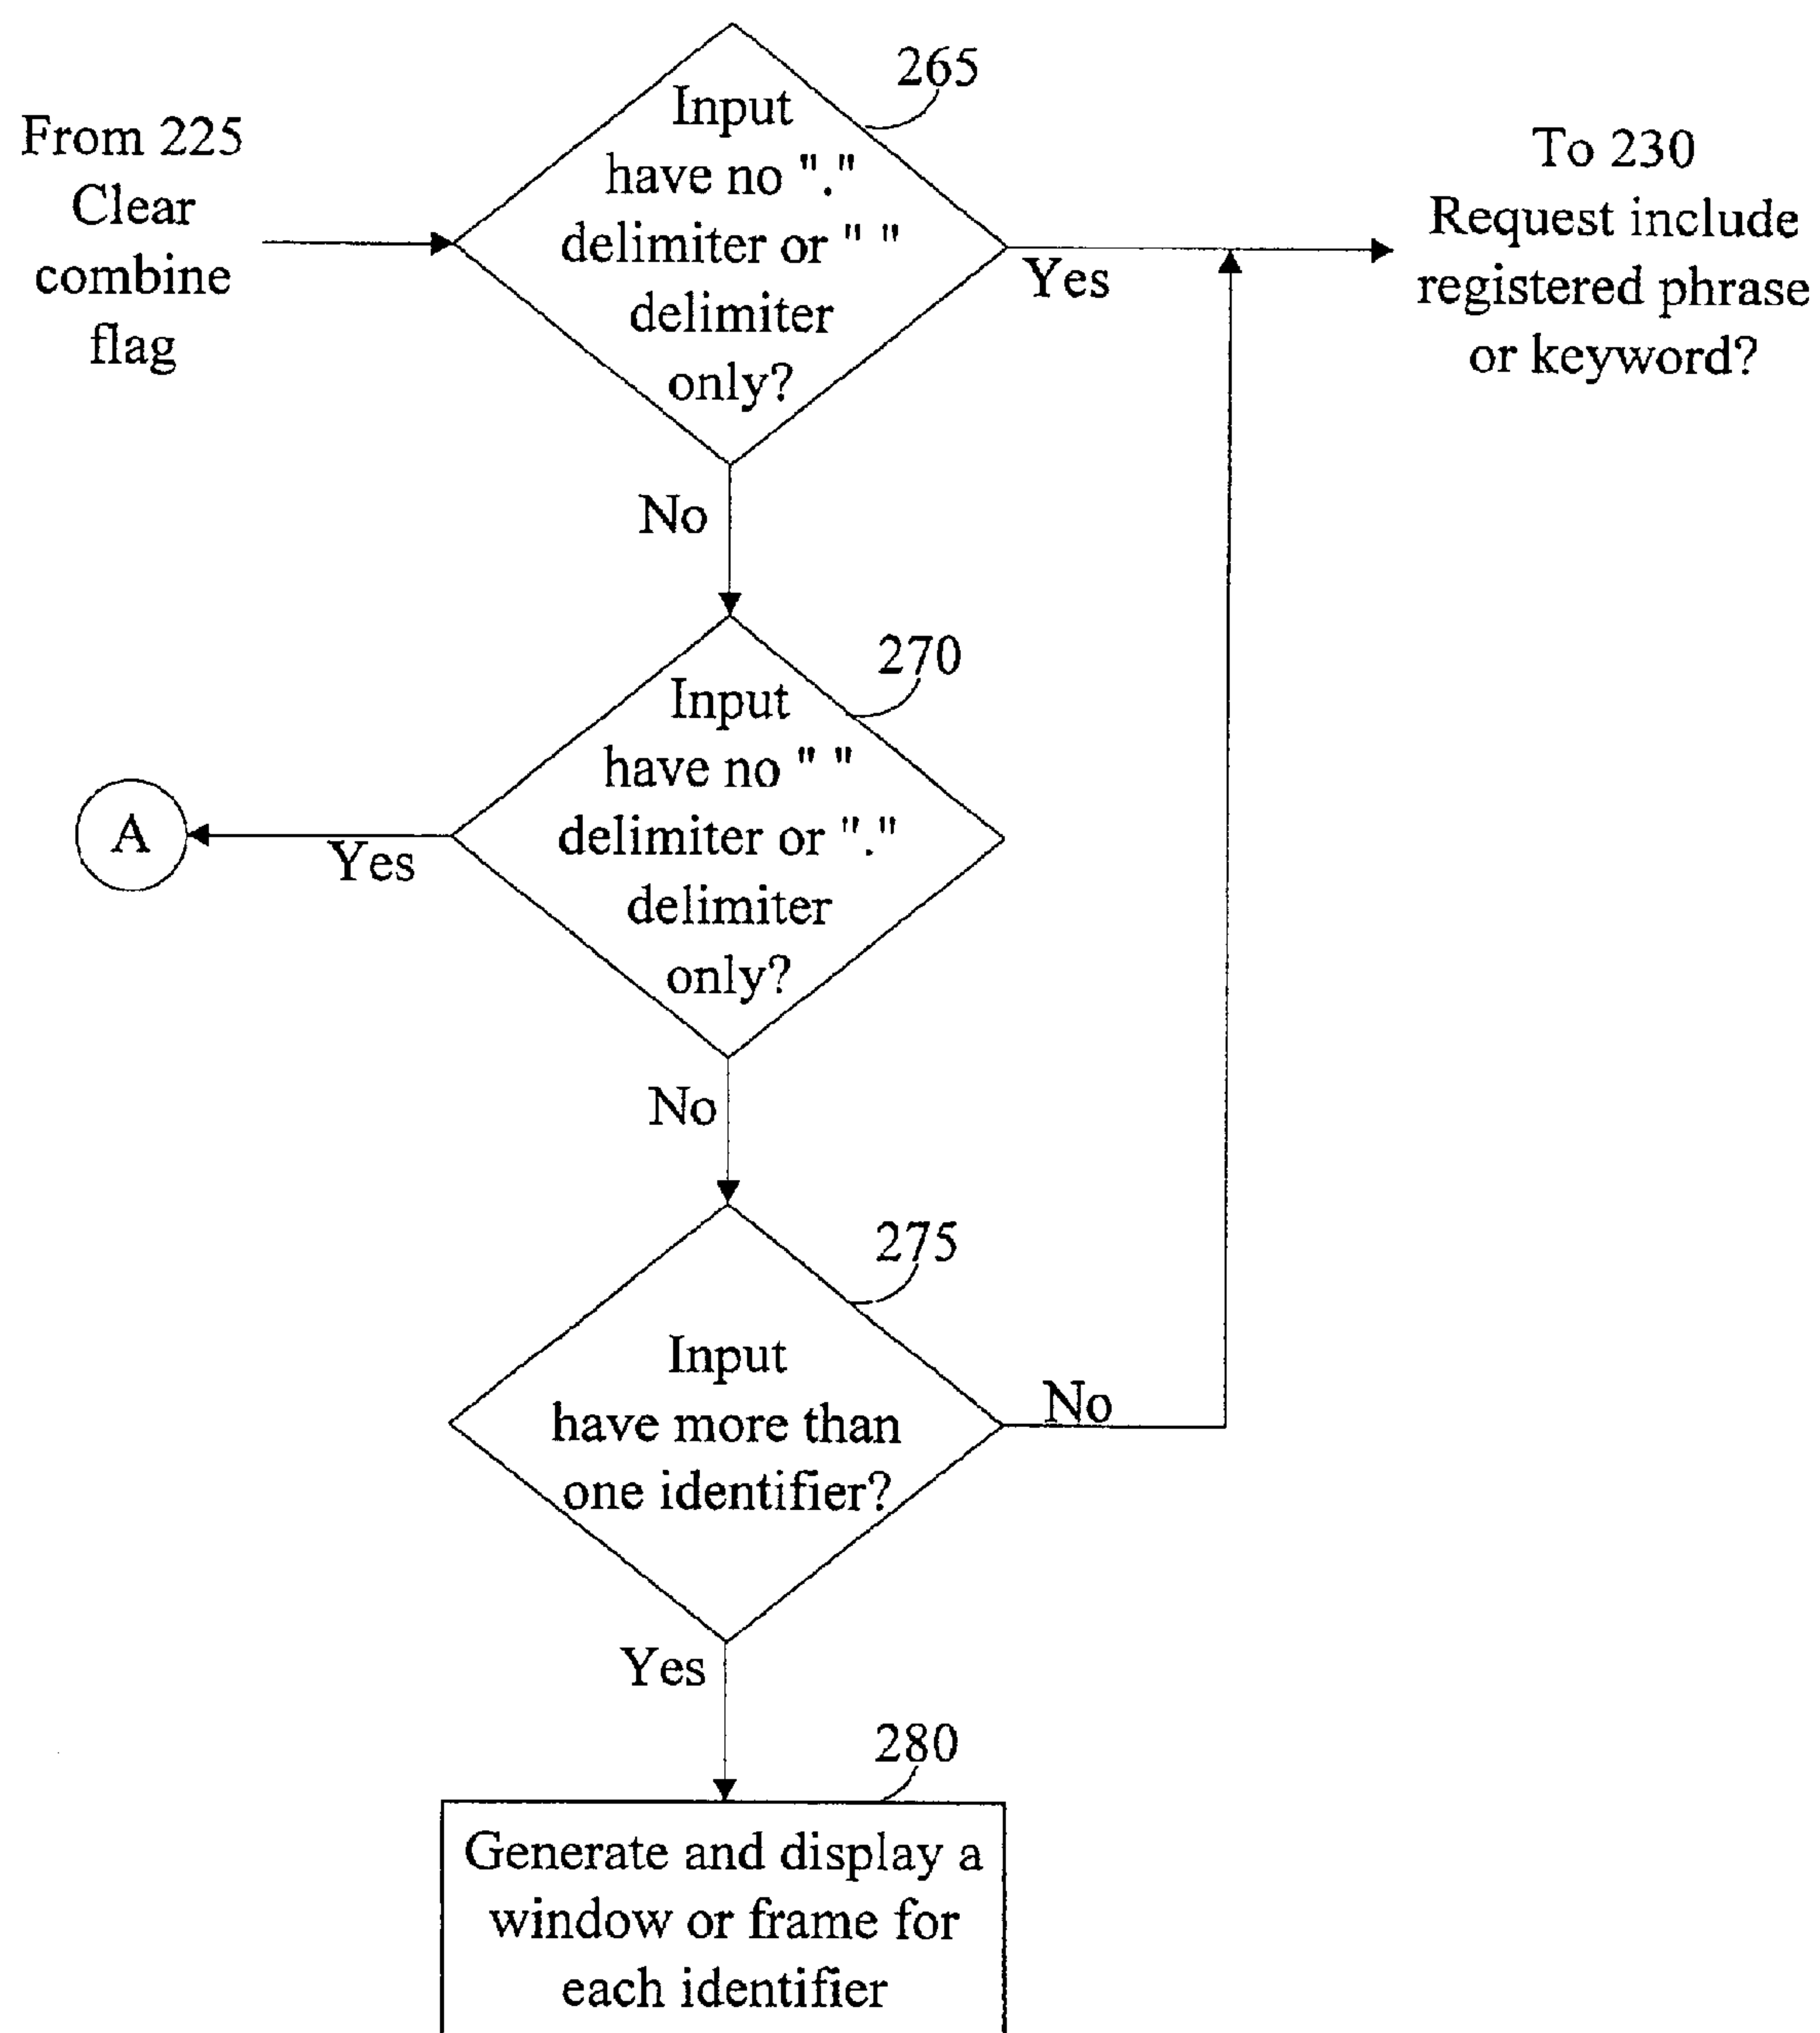 From 225
Clear
combine
flag
265
Input
have no "."
delimiter or " "
delimiter
only?
Yes
To 230
Request include
registered phrase
or keyword?
No
270
Input
have no " "
delimiter or "."
delimiter
only?
A
Yes
No
275
Input
have more than
one identifier?
No
Yes
280
Generate and display a
window or frame for
each identifier